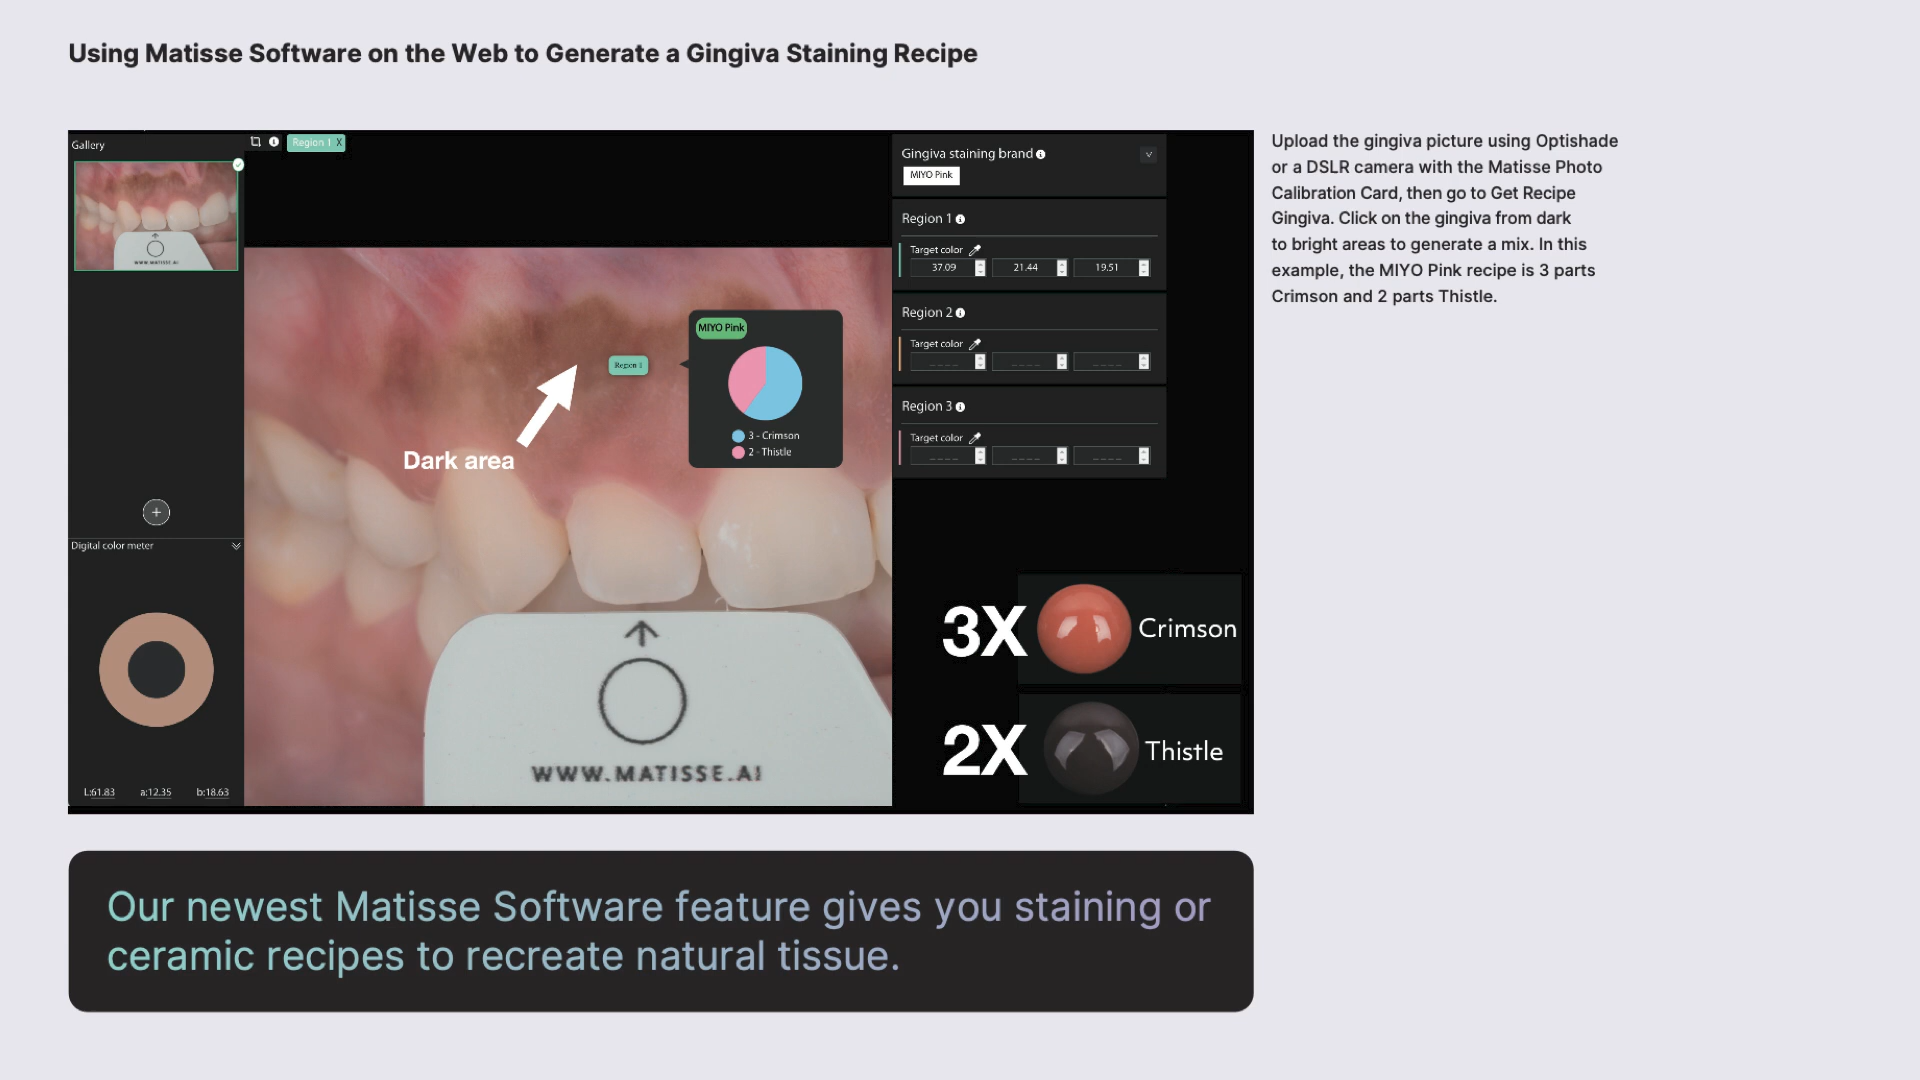 Using Matisse Software on the Web to Generate a Gingiva Staining Recipe
Gallery
Region 1 X
WWW.MATISSE.AI
Digital color meter
L:61.83 a:12.35 b:18.63
Dark area
Region 1
MIYO Pink
3 - Crimson
2 - Thistle
WWW.MATISSE.AI
Gingiva staining brand
MIYO Pink
Region 1
Target color
37.09 21.44 19.51
Region 2
Target color
Region 3
Target color
3X Crimson
2X Thistle
Upload the gingiva picture using Optishade
or a DSLR camera with the Matisse Photo
Calibration Card, then go to Get Recipe
Gingiva. Click on the gingiva from dark
to bright areas to generate a mix. In this
example, the MIYO Pink recipe is 3 parts
Crimson and 2 parts Thistle.
Our newest Matisse Software feature gives you staining or
ceramic recipes to recreate natural tissue.